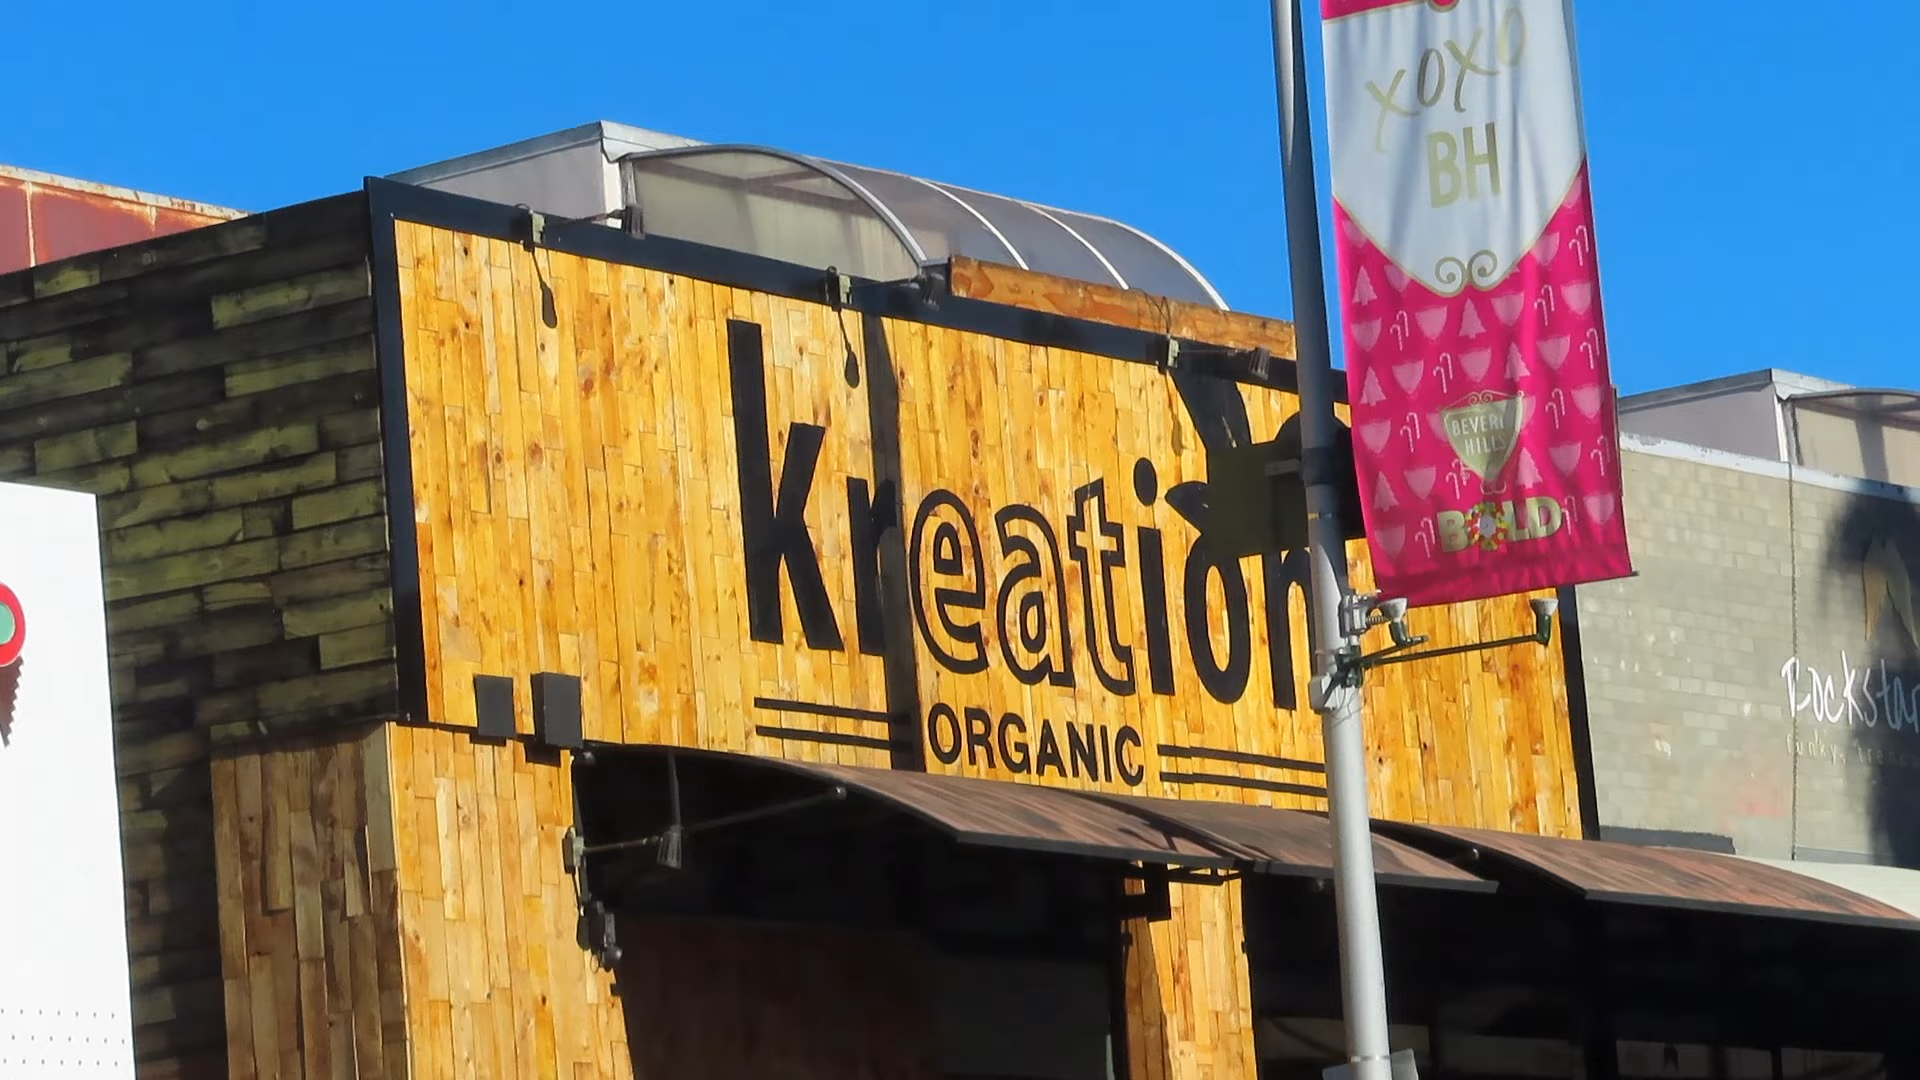 XOXO
BH
BEVERLY
HILLS
BOLD
kreation
ORGANIC
Rockstar